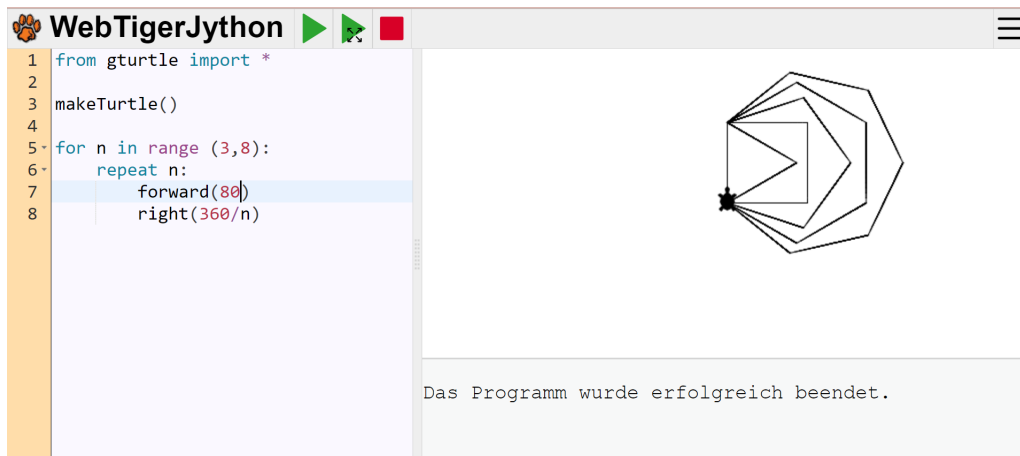 WebTigerJython
1 from gturtle import *
2
3 makeTurtle()
4
5 for n in range (3,8):
6 repeat n:
7 forward(80)
8 right(360/n)
Das Programm wurde erfolgreich beendet.